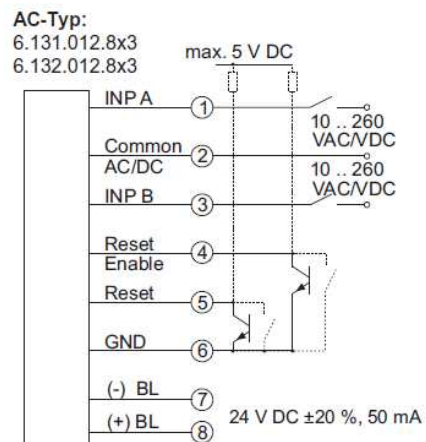 AC-Typ:
6.131.012.8x3
6.132.012.8x3
max. 5 V DC
INP A
1
10 .. 260
VAC/VDC
Common
AC/DC
2
10 .. 260
VAC/VDC
INP B
3
Reset
Enable
4
Reset
5
GND
6
(-) BL
7
(+) BL
8
24 V DC ±20 %, 50 mA